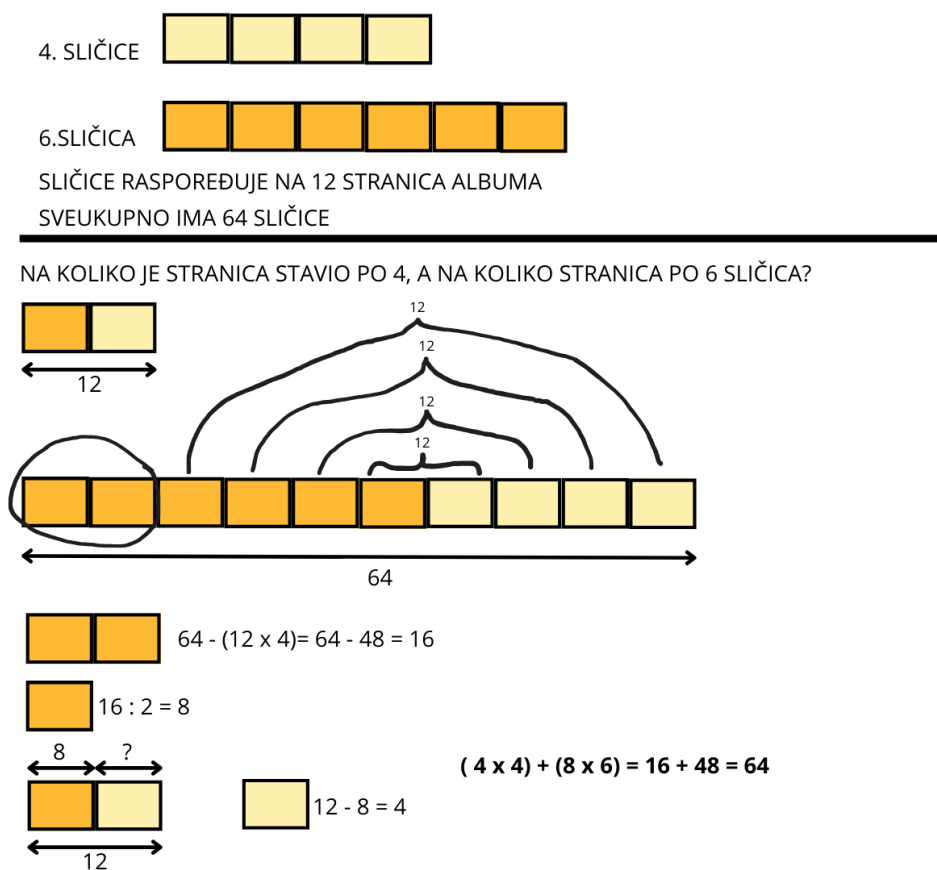 4. SLIČICE
6.SLIČICA
SLIČICE RASPOREĐUJE NA 12 STRANICA ALBUMA
SVEUKUPNO IMA 64 SLIČICE
NA KOLIKO JE STRANICA STAVIO PO 4, A NA KOLIKO STRANICA PO 6 SLIČICA?
12
12
12
12
12
64
64 - (12 x 4)= 64 - 48 = 16
16 : 2 = 8
8 ?
( 4 x 4) + (8 x 6) = 16 + 48 = 64
12 - 8 = 4
12